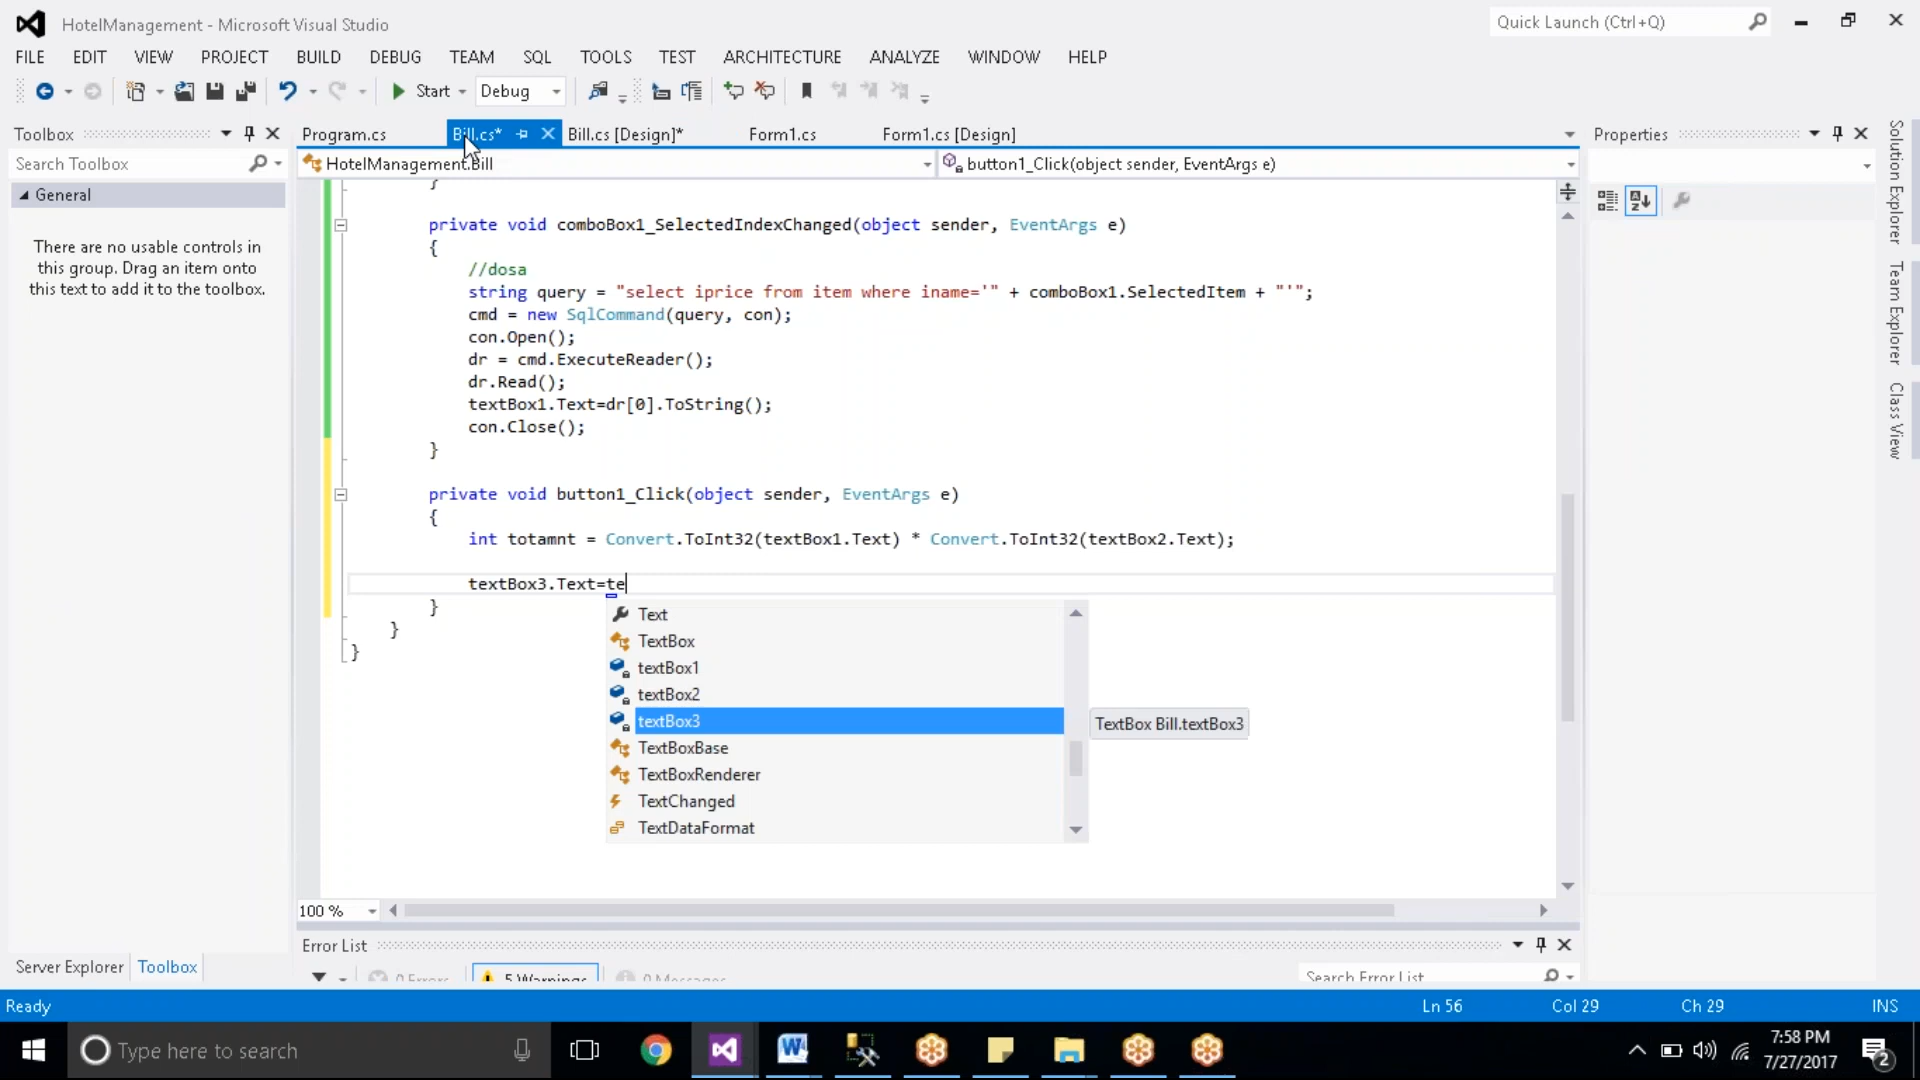 HotelManagement - Microsoft Visual Studio
Quick Launch (Ctrl+Q)
FILE EDIT VIEW PROJECT BUILD DEBUG TEAM SQL TOOLS TEST ARCHITECTURE ANALYZE WINDOW HELP
Start Debug
Toolbox
Program.cs Bill.cs* Bill.cs [Design]* Form1.cs Form1.cs [Design]
Properties
Search Toolbox
HotelManagement.Bill
button1_Click(object sender, EventArgs e)
General
There are no usable controls in
this group. Drag an item onto
this text to add it to the toolbox.
}
private void comboBox1_SelectedIndexChanged(object sender, EventArgs e)
{
//dosa
string query = "select iprice from item where iname='" + comboBox1.SelectedItem + "'";
cmd = new SqlCommand(query, con);
con.Open();
dr = cmd.ExecuteReader();
dr.Read();
textBox1.Text=dr[0].ToString();
con.Close();
}
private void button1_Click(object sender, EventArgs e)
{
int totamnt = Convert.ToInt32(textBox1.Text) * Convert.ToInt32(textBox2.Text);
textBox3.Text=te
}
}
}
Text
TextBox
textBox1
textBox2
textBox3
TextBox Bill.textBox3
TextBoxBase
TextBoxRenderer
TextChanged
TextDataFormat
Solution Explorer
Team Explorer
Class View
100 %
Error List
0 Errors 5 Warnings 0 Messages
Search Error List
Server Explorer Toolbox
Ready
Ln 56 Col 29 Ch 29 INS
Type here to search
7:58 PM
7/27/2017
2